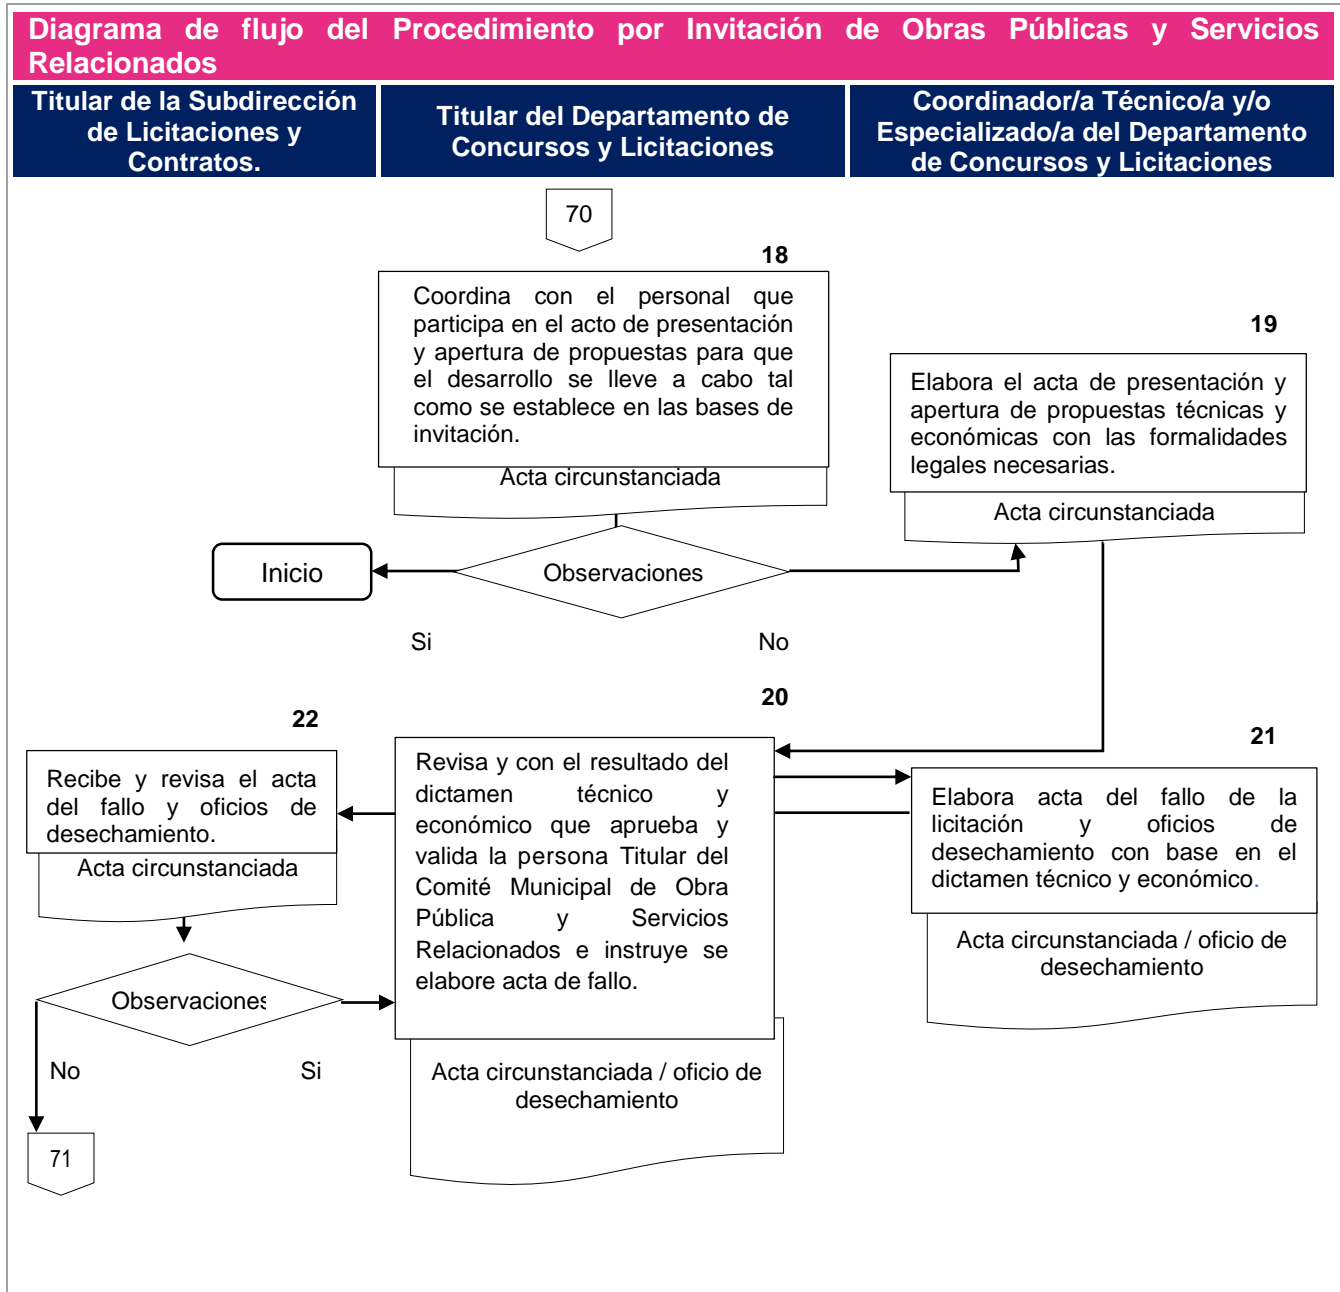 Diagrama de flujo del Procedimiento por Invitación de Obras Públicas y Servicios
Relacionados
Titular de la Subdirección
de Licitaciones y
Contratos.
Titular del Departamento de
Concursos y Licitaciones
Coordinador/a Técnico/a y/o
Especializado/a del Departamento
de Concursos y Licitaciones
70
18
Coordina con el personal que
participa en el acto de presentación
y apertura de propuestas para que
el desarrollo se lleve a cabo tal
como se establece en las bases de
invitación.
Acta circunstanciada
19
Elabora el acta de presentación y
apertura de propuestas técnicas y
económicas con las formalidades
legales necesarias.
Acta circunstanciada
Inicio
Observaciones
Si
No
20
Revisa y con el resultado del
dictamen técnico y
económico que aprueba y
valida la persona Titular del
Comité Municipal de Obra
Pública y Servicios
Relacionados e instruye se
elabore acta de fallo.
Acta circunstanciada / oficio de
desechamiento
21
Elabora acta del fallo de la
licitación y oficios de
desechamiento con base en el
dictamen técnico y económico.
Acta circunstanciada / oficio de
desechamiento
22
Recibe y revisa el acta
del fallo y oficios de
desechamiento.
Acta circunstanciada
Observaciones
No
Si
71